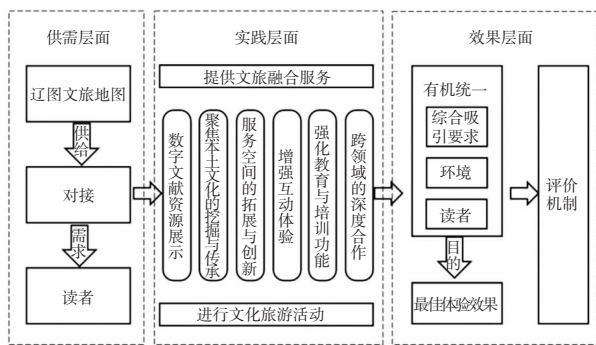 供需层面
辽图文旅地图
供给
对接
需求
读者
实践层面
提供文旅融合服务
数字文献资源展示
聚焦本土文化的挖掘与传承
服务空间的拓展与创新
增强互动体验
强化教育与培训功能
跨领域的深度合作
进行文化旅游活动
效果层面
有机统一
综合吸
引要求
环境
读者
目的
最佳体验效果
评价
机制